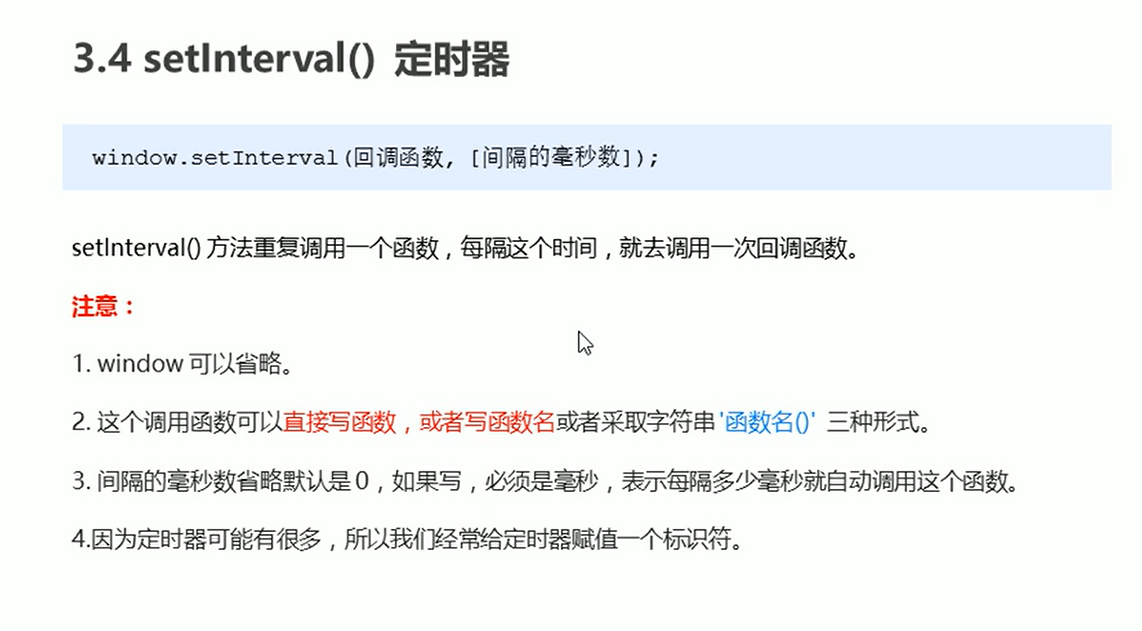 3.4 setInterval() 定时器
window.setInterval(回调函数, [间隔的毫秒数]);
setInterval() 方法重复调用一个函数，每隔这个时间，就去调用一次回调函数。
注意：
1. window 可以省略。
2. 这个调用函数可以直接写函数，或者写函数名或者采取字符串 '函数名()' 三种形式。
3. 间隔的毫秒数省略默认是 0，如果写，必须是毫秒，表示每隔多少毫秒就自动调用这个函数。
4.因为定时器可能有很多，所以我们经常给定时器赋值一个标识符。